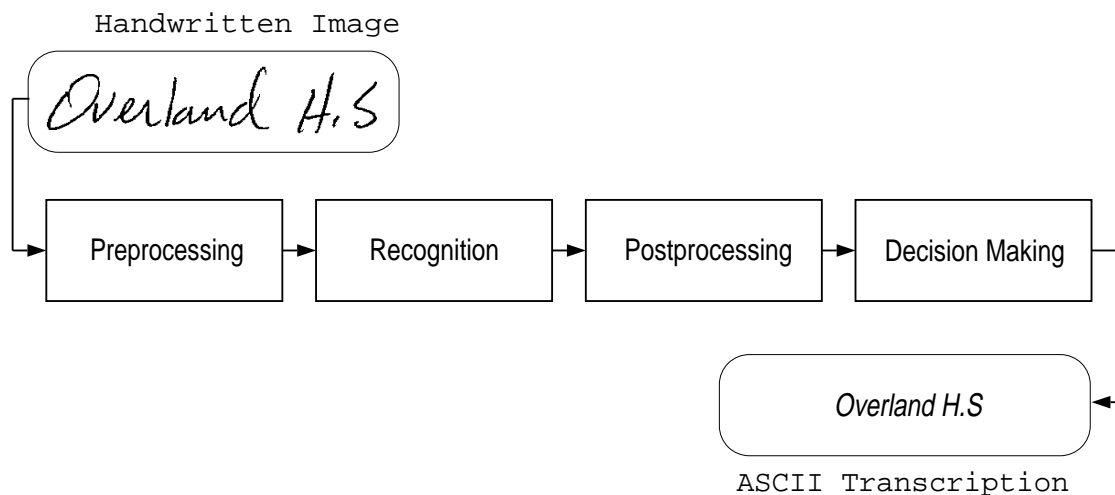 Handwritten Image
Overland H.S
Preprocessing
Recognition
Postprocessing
Decision Making
Overland H.S
ASCII Transcription